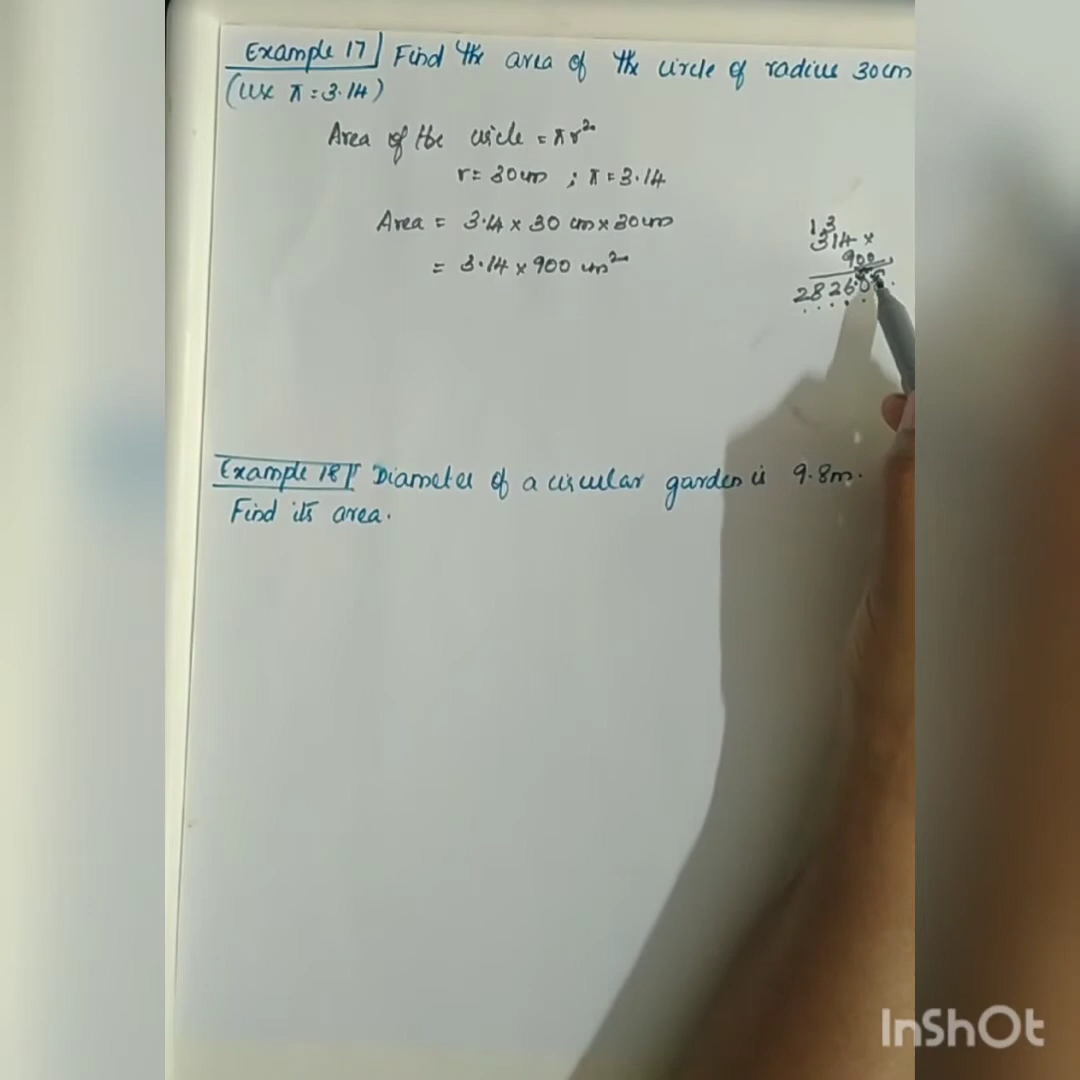 Example 17 Find the area of the circle of radius 30cm
(use π = 3.14)
Area of the circle = πr²
r = 30cm ; π = 3.14
Area = 3.14 × 30 cm × 30cm
= 3.14 × 900 cm²
1 3
314 ×
900
282600
Example 18 Diameter of a circular garden is 9.8m.
Find its area.
InShOt